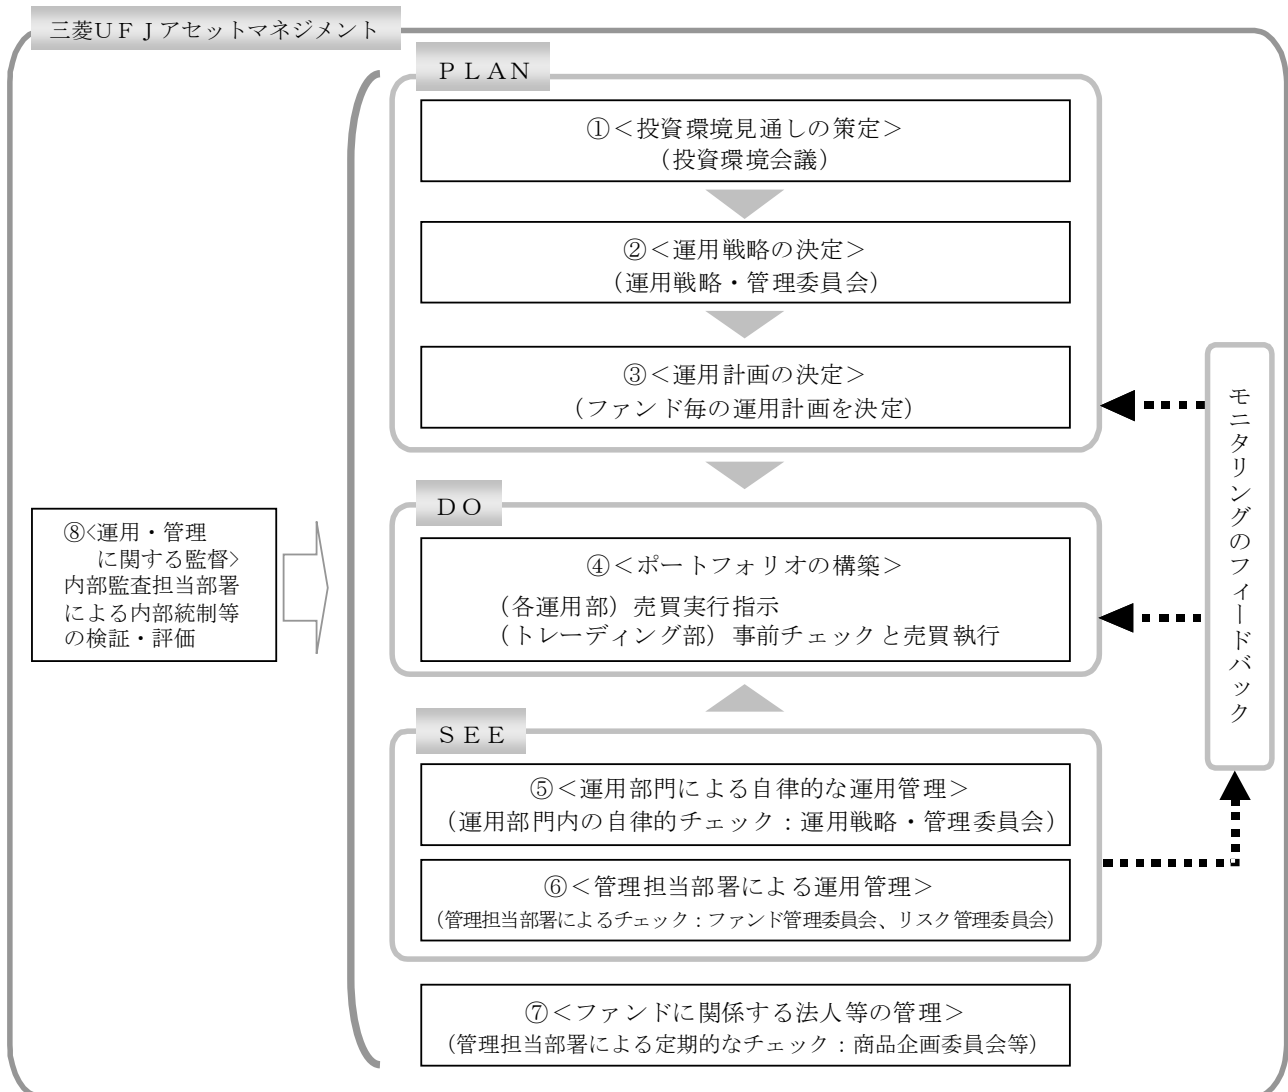 三菱ＵＦＪアセットマネジメント
ＰＬＡＮ
①＜投資環境見通しの策定＞
（投資環境会議）
②＜運用戦略の決定＞
（運用戦略・管理委員会）
③＜運用計画の決定＞
（ファンド毎の運用計画を決定）
ＤＯ
④＜ポートフォリオの構築＞
（各運用部）売買実行指示
（トレーディング部）事前チェックと売買執行
ＳＥＥ
⑤＜運用部門による自律的な運用管理＞
（運用部門内の自律的チェック：運用戦略・管理委員会）
⑥＜管理担当部署による運用管理＞
（管理担当部署によるチェック：ファンド管理委員会、リスク管理委員会）
⑦＜ファンドに関係する法人等の管理＞
（管理担当部署による定期的なチェック：商品企画委員会等）
⑧<運用・管理
に関する監督>
内部監査担当部署
による内部統制等
の検証・評価
モニタリングのフィードバック